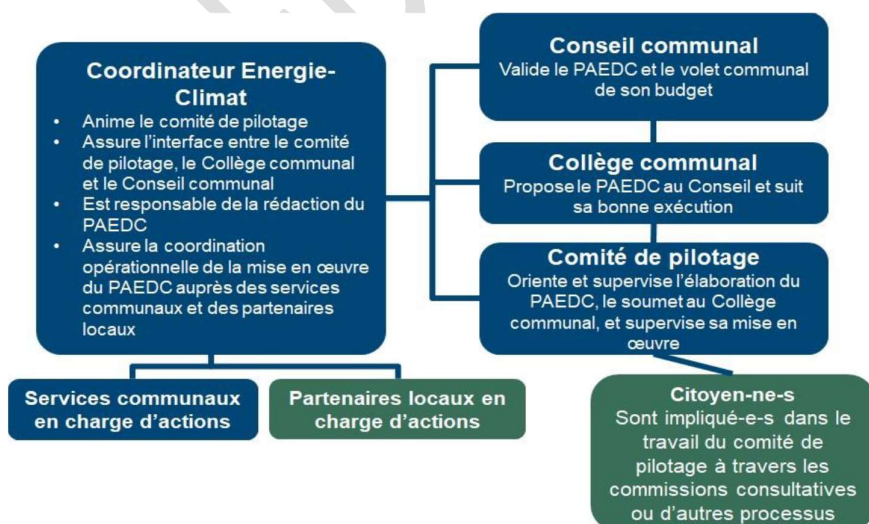 Coordinateur Energie-
Climat
• Anime le comité de pilotage
• Assure l'interface entre le comité
de pilotage, le Collège communal
et le Conseil communal
• Est responsable de la rédaction du
PAEDC
• Assure la coordination
opérationnelle de la mise en œuvre
du PAEDC auprès des services
communaux et des partenaires
locaux
Conseil communal
Valide le PAEDC et le volet communal
de son budget
Collège communal
Propose le PAEDC au Conseil et suit
sa bonne exécution
Comité de pilotage
Oriente et supervise l'élaboration du
PAEDC, le soumet au Collège
communal, et supervise sa mise en
œuvre
Services communaux
en charge d'actions
Partenaires locaux en
charge d'actions
Citoyen-ne-s
Sont impliqué-e-s dans le
travail du comité de
pilotage à travers les
commissions consultatives
ou d'autres processus